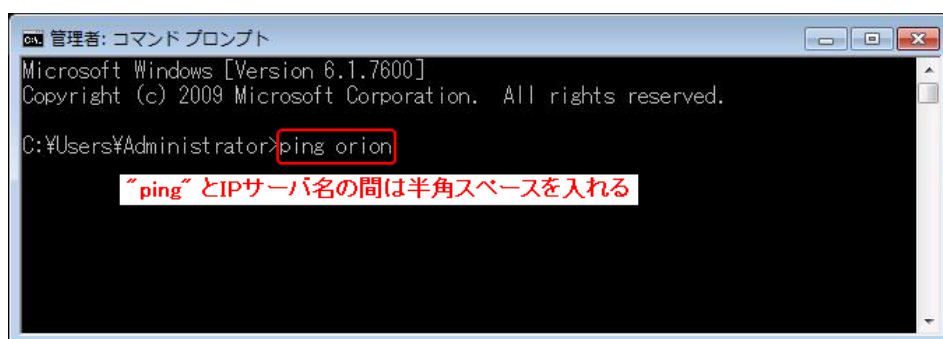 管理者: コマンド プロンプト
Microsoft Windows [Version 6.1.7600]
Copyright (c) 2009 Microsoft Corporation.  All rights reserved.
C:¥Users¥Administrator>ping orion
"ping" とIPサーバ名の間は半角スペースを入れる